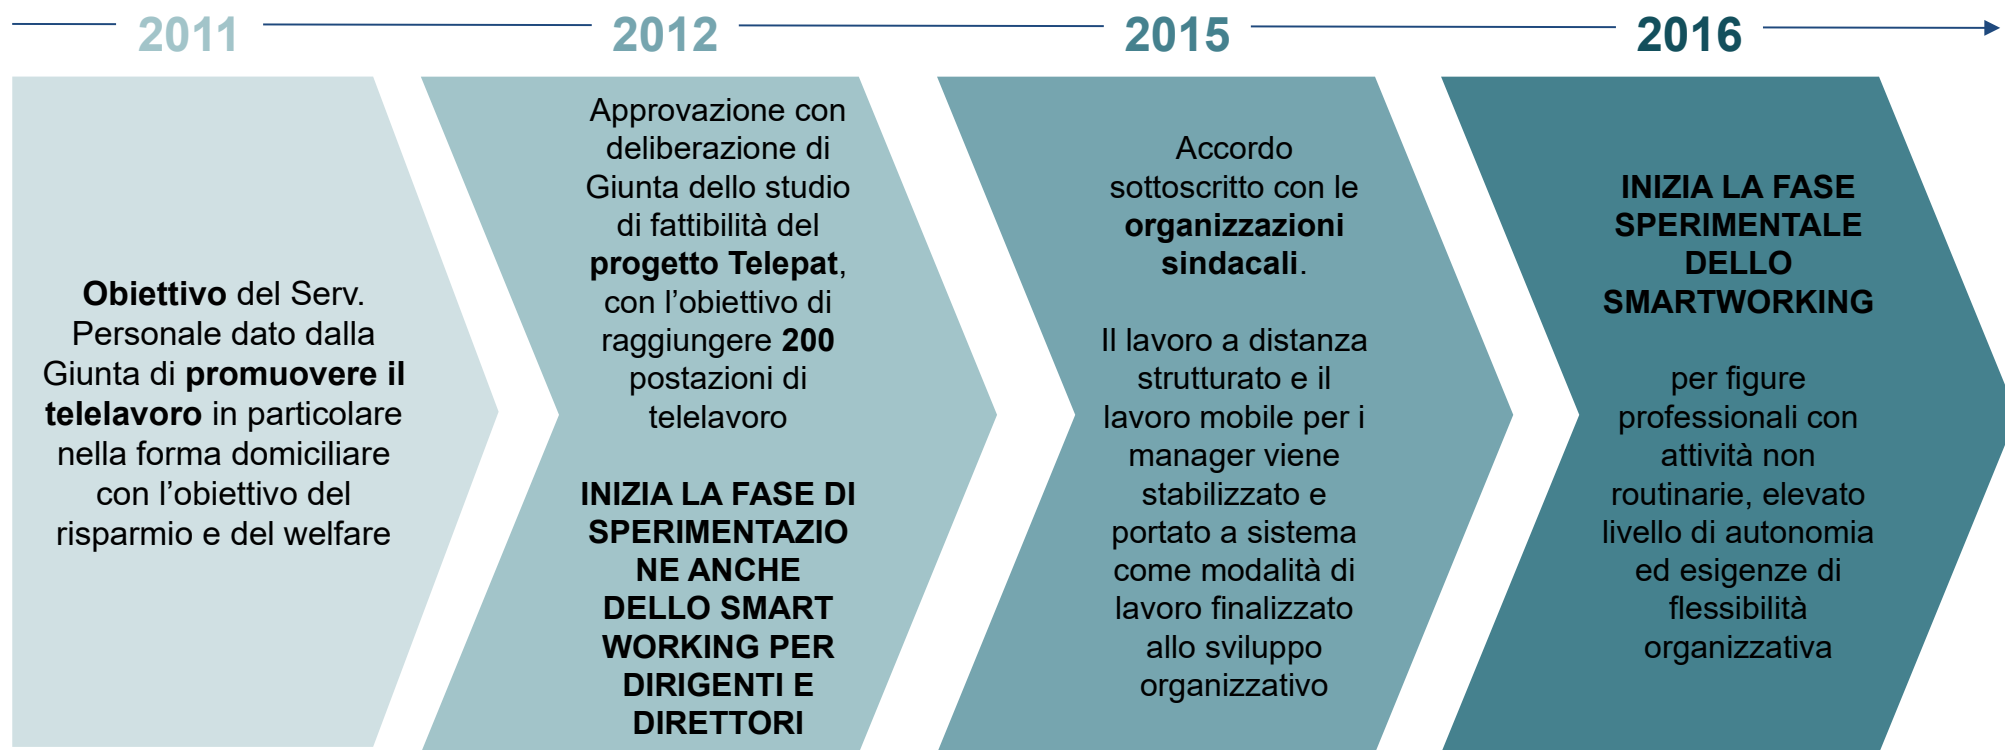 2011
2012
2015
2016
Obiettivo del Serv.
Personale dato dalla
Giunta di promuovere il
telelavoro in particolare
nella forma domiciliare
con l’obiettivo del
risparmio e del welfare
Approvazione con
deliberazione di
Giunta dello studio
di fattibilità del
progetto Telepat,
con l’obiettivo di
raggiungere 200
postazioni di
telelavoro
INIZIA LA FASE DI
SPERIMENTAZIO
NE ANCHE
DELLO SMART
WORKING PER
DIRIGENTI E
DIRETTORI
Accordo
sottoscritto con le
organizzazioni
sindacali.
Il lavoro a distanza
strutturato e il
lavoro mobile per i
manager viene
stabilizzato e
portato a sistema
come modalità di
lavoro finalizzato
allo sviluppo
organizzativo
INIZIA LA FASE
SPERIMENTALE
DELLO
SMARTWORKING
per figure
professionali con
attività non
routinarie, elevato
livello di autonomia
ed esigenze di
flessibilità
organizzativa